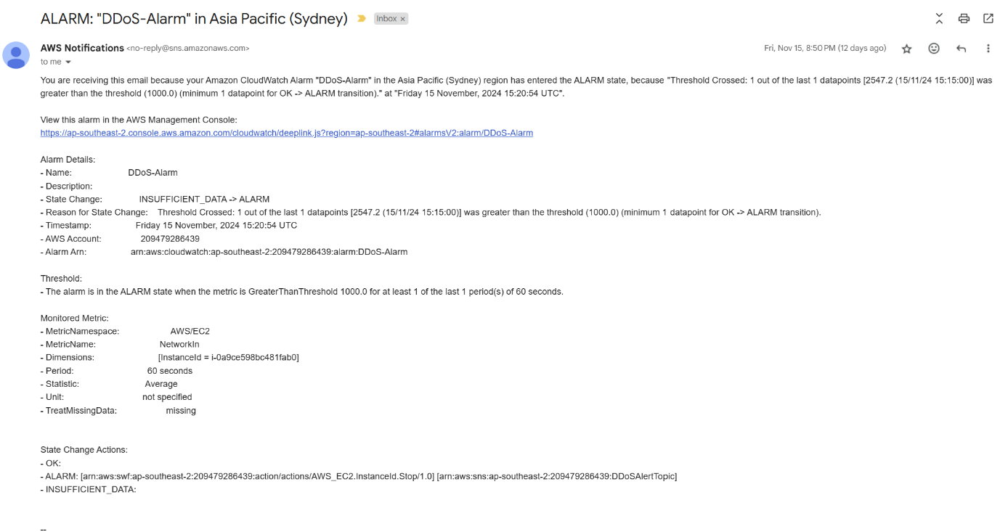 ALARM: "DDoS-Alarm" in Asia Pacific (Sydney) Inbox ×
AWS Notifications <no-reply@sns.amazonaws.com> Fri, Nov 15, 8:50 PM (12 days ago)
to me
You are receiving this email because your Amazon CloudWatch Alarm "DDoS-Alarm" in the Asia Pacific (Sydney) region has entered the ALARM state, because "Threshold Crossed: 1 out of the last 1 datapoints [2547.2 (15/11/24 15:15:00)] was
greater than the threshold (1000.0) (minimum 1 datapoint for OK -> ALARM transition)." at "Friday 15 November, 2024 15:20:54 UTC".
View this alarm in the AWS Management Console:
https://ap-southeast-2.console.aws.amazon.com/cloudwatch/deeplink.js?region=ap-southeast-2#alarmsV2:alarm/DDoS-Alarm
Alarm Details:
- Name: DDoS-Alarm
- Description:
- State Change: INSUFFICIENT_DATA -> ALARM
- Reason for State Change: Threshold Crossed: 1 out of the last 1 datapoints [2547.2 (15/11/24 15:15:00)] was greater than the threshold (1000.0) (minimum 1 datapoint for OK -> ALARM transition).
- Timestamp: Friday 15 November, 2024 15:20:54 UTC
- AWS Account: 209479286439
- Alarm Arn: arn:aws:cloudwatch:ap-southeast-2:209479286439:alarm:DDoS-Alarm
Threshold:
- The alarm is in the ALARM state when the metric is GreaterThanThreshold 1000.0 for at least 1 of the last 1 period(s) of 60 seconds.
Monitored Metric:
- MetricNamespace: AWS/EC2
- MetricName: NetworkIn
- Dimensions: [InstanceId = i-0a9ce598bc481fab0]
- Period: 60 seconds
- Statistic: Average
- Unit: not specified
- TreatMissingData: missing
State Change Actions:
- OK:
- ALARM: [arn:aws:swf:ap-southeast-2:209479286439:action/actions/AWS_EC2.InstanceId.Stop/1.0] [arn:aws:sns:ap-southeast-2:209479286439:DDoSAlertTopic]
- INSUFFICIENT_DATA:
--